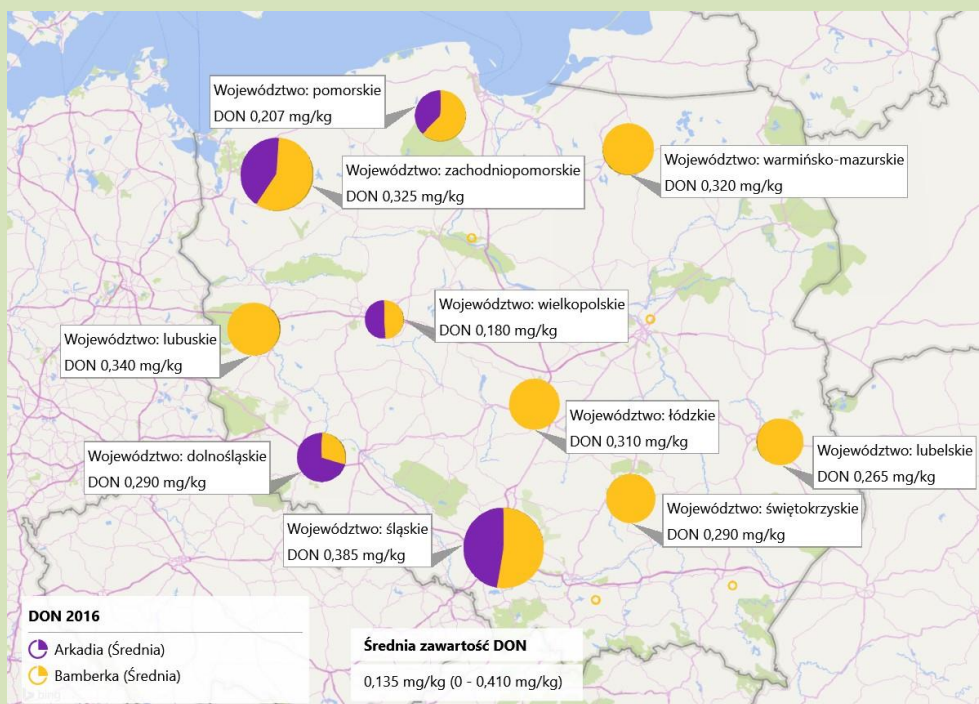 Województwo: pomorskie
DON 0,207 mg/kg
Województwo: zachodniopomorskie
DON 0,325 mg/kg
Województwo: warmińsko-mazurskie
DON 0,320 mg/kg
Województwo: wielkopolskie
DON 0,180 mg/kg
Województwo: lubuskie
DON 0,340 mg/kg
Województwo: łódzkie
DON 0,310 mg/kg
Województwo: lubelskie
DON 0,265 mg/kg
Województwo: dolnośląskie
DON 0,290 mg/kg
Województwo: świętokrzyskie
DON 0,290 mg/kg
Województwo: śląskie
DON 0,385 mg/kg
DON 2016
Arkadia (Średnia)
Bamberka (Średnia)
Średnia zawartość DON
0,135 mg/kg (0 - 0,410 mg/kg)